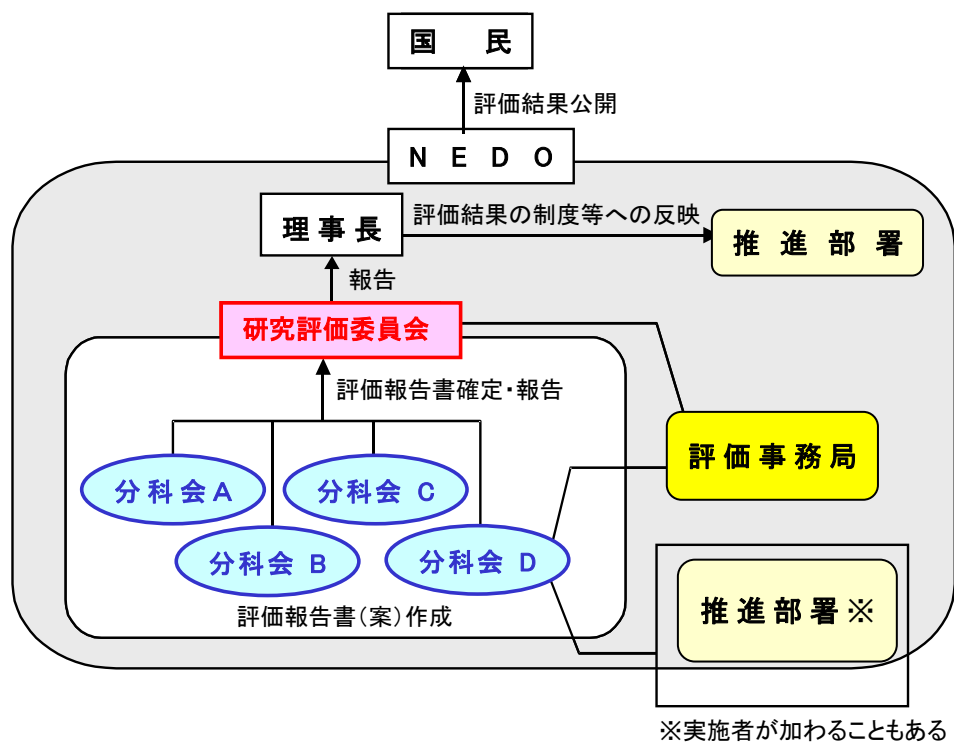 国 民
評価結果公開
N E D O
理事長
評価結果の制度等への反映
推進部署
報告
研究評価委員会
評価報告書確定・報告
評価事務局
分科会A
分科会 C
分科会 B
分科会 D
推進部署※
評価報告書(案)作成
※実施者が加わることもある